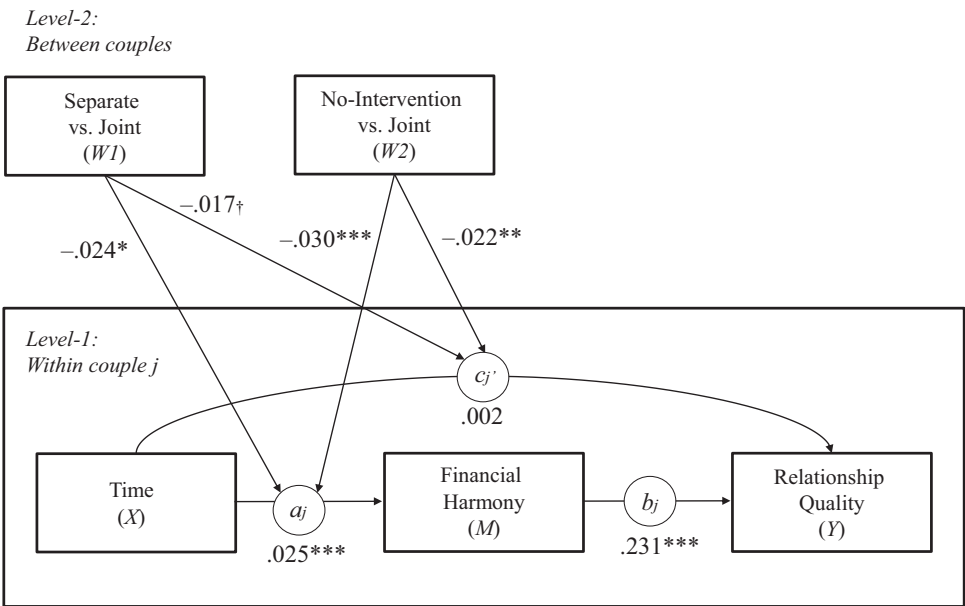 Level-2:
Between couples
Separate
vs. Joint
(W1)
No-Intervention
vs. Joint
(W2)
–.017†
–.024*
–.030***
–.022**
Level-1:
Within couple j
cj’
.002
Time
(X)
aj
.025***
Financial
Harmony
(M)
bj
.231***
Relationship
Quality
(Y)